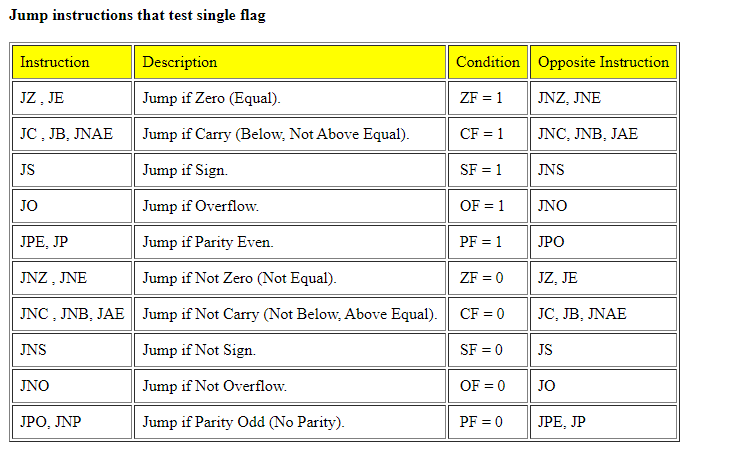 Jump instructions that test single flag
Instruction Description Condition Opposite Instruction
JZ , JE Jump if Zero (Equal). ZF = 1 JNZ, JNE
JC , JB, JNAE Jump if Carry (Below, Not Above Equal). CF = 1 JNC, JNB, JAE
JS Jump if Sign. SF = 1 JNS
JO Jump if Overflow. OF = 1 JNO
JPE, JP Jump if Parity Even. PF = 1 JPO
JNZ , JNE Jump if Not Zero (Not Equal). ZF = 0 JZ, JE
JNC , JNB, JAE Jump if Not Carry (Not Below, Above Equal). CF = 0 JC, JB, JNAE
JNS Jump if Not Sign. SF = 0 JS
JNO Jump if Not Overflow. OF = 0 JO
JPO, JNP Jump if Parity Odd (No Parity). PF = 0 JPE, JP